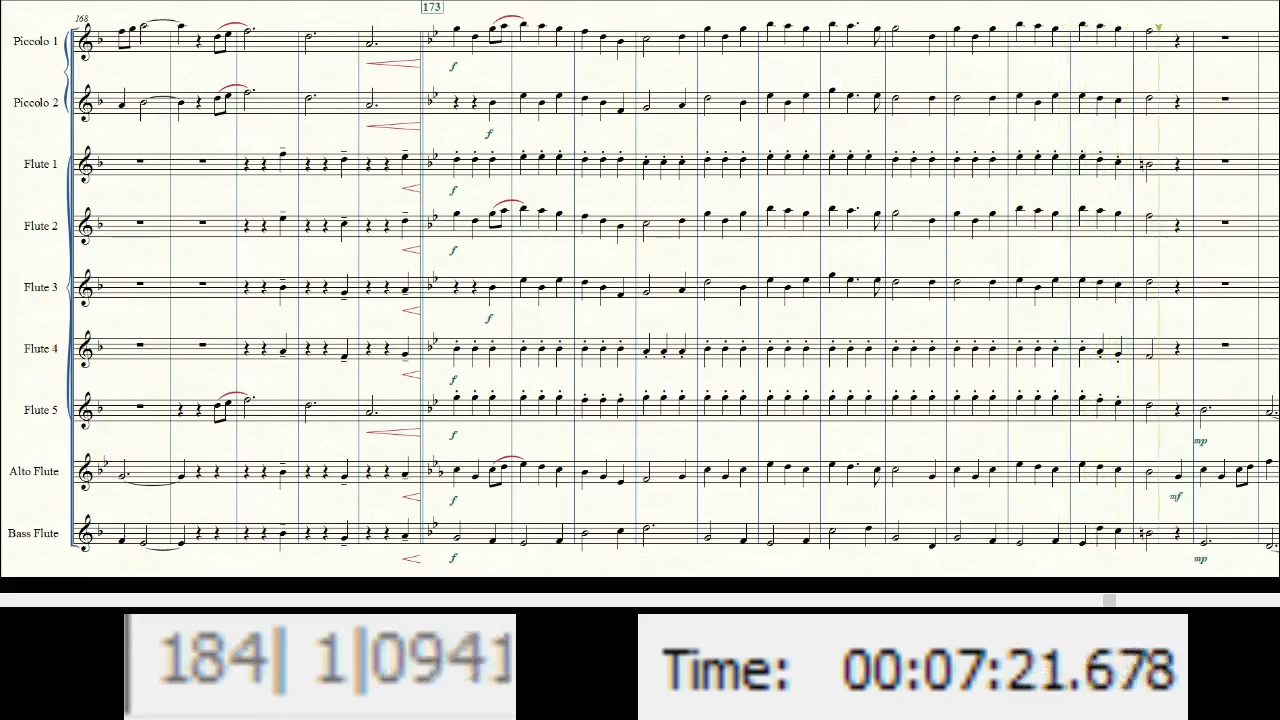 173
168
Piccolo 1
f
Piccolo 2
f
Flute 1
f
Flute 2
f
Flute 3
f
Flute 4
f
Flute 5
f
mp
Alto Flute
f
mf
Bass Flute
f
mp
184| 1|0941
Time: 00:07:21.678